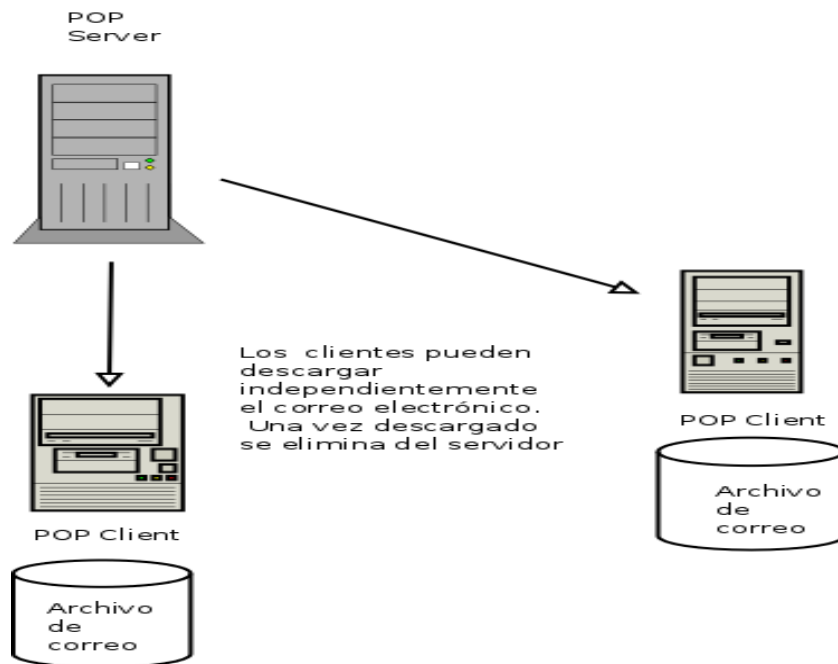 POP
Server
Los clientes pueden
descargar
independientemente
el correo electrónico.
Una vez descargado
se elimina del servidor
POP Client
Archivo
de
correo
POP Client
Archivo
de
correo